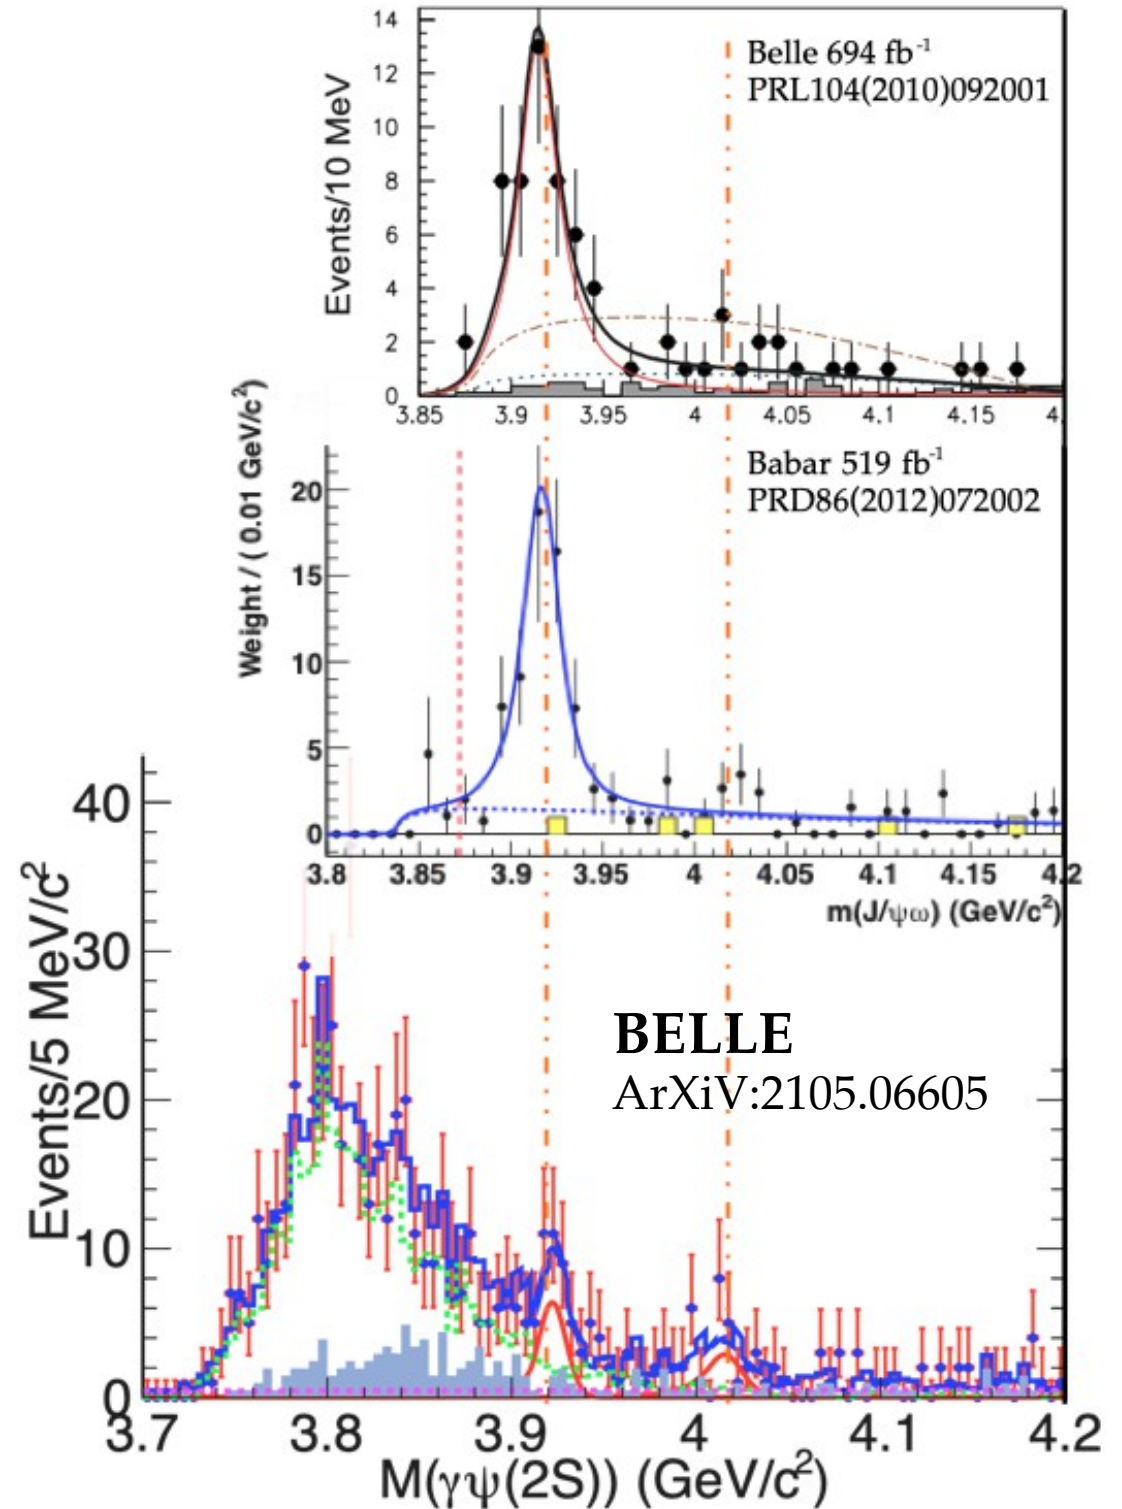 14
12
10
8
6
4
2
0
Events/10 MeV
Belle 694 fb⁻¹
PRL104(2010)092001
3.85 3.9 3.95 4 4.05 4.1 4.15 4.
20
15
10
5
0
Weight / ( 0.01 GeV/c²)
Babar 519 fb⁻¹
PRD86(2012)072002
3.8 3.85 3.9 3.95 4 4.05 4.1 4.15 4.2
m(J/ψω) (GeV/c²)
40
30
20
10
0
Events/5 MeV/c²
BELLE
ArXiV:2105.06605
3.7 3.8 3.9 4 4.1 4.2
M(γψ(2S)) (GeV/c²)